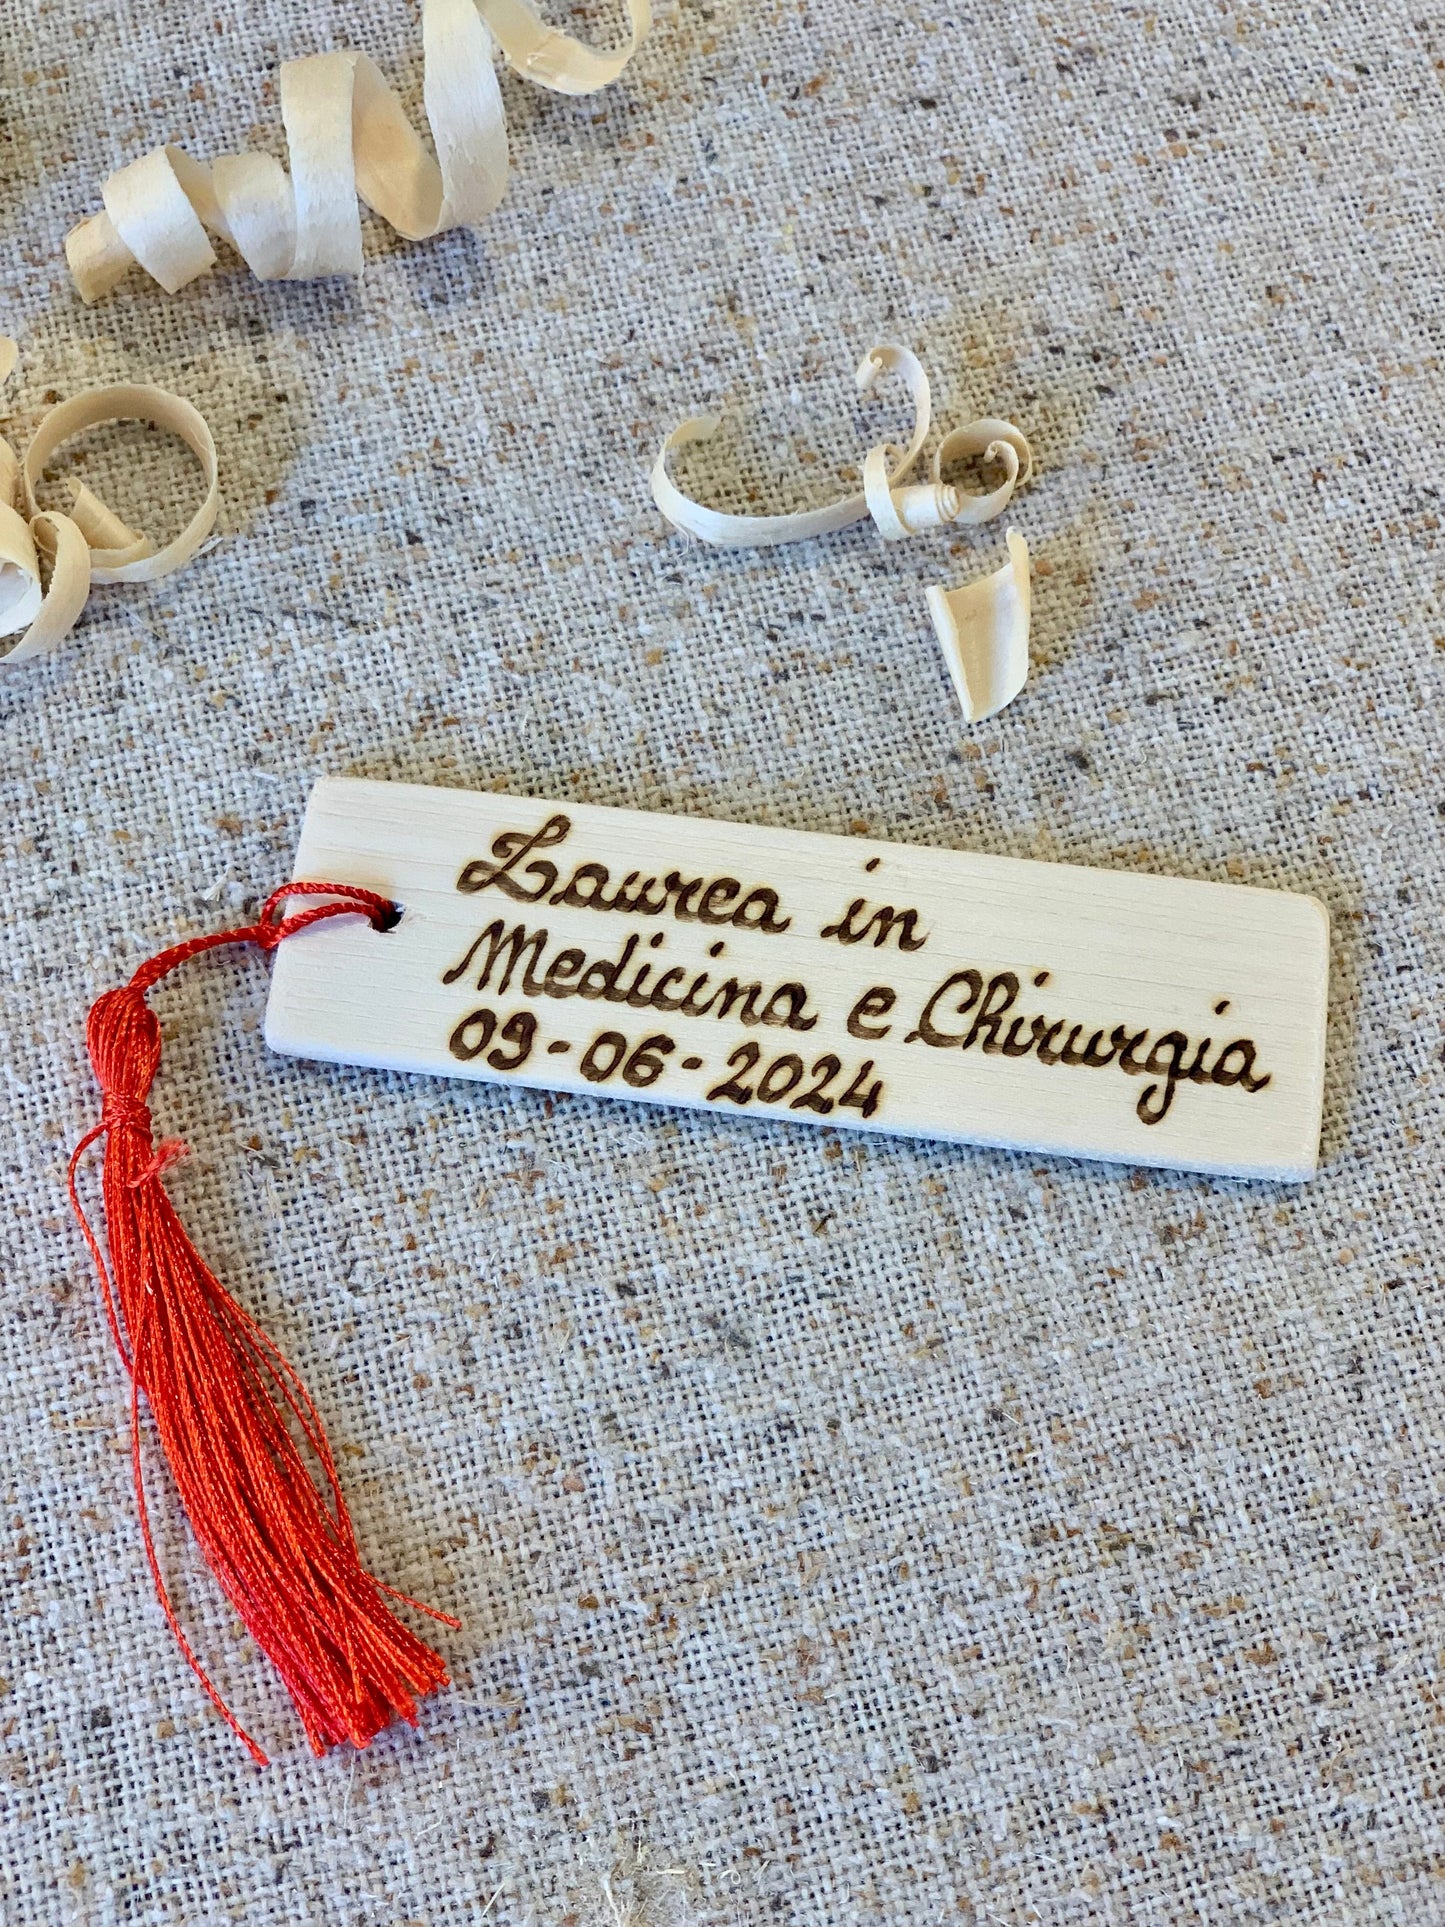 Laurea in
Medicina e Chirurgia
09-06-2024